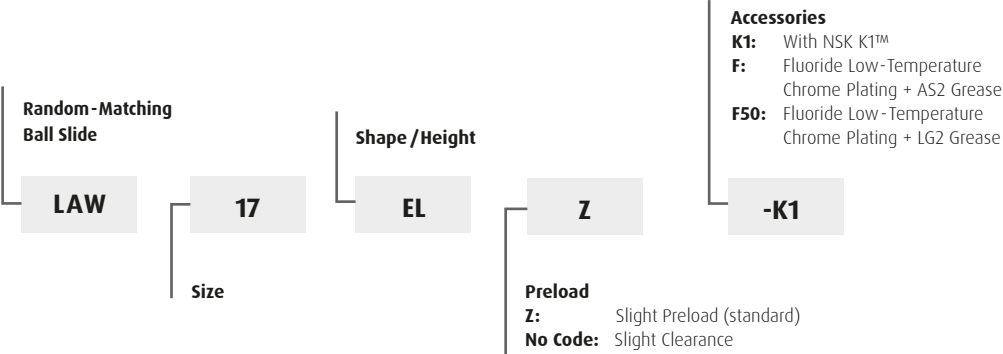 Accessories
K1: With NSK K1™
F: Fluoride Low-Temperature
Chrome Plating + AS2 Grease
F50: Fluoride Low-Temperature
Chrome Plating + LG2 Grease
Random-Matching
Ball Slide
Shape/Height
LAW 17 EL Z -K1
Size
Preload
Z: Slight Preload (standard)
No Code: Slight Clearance